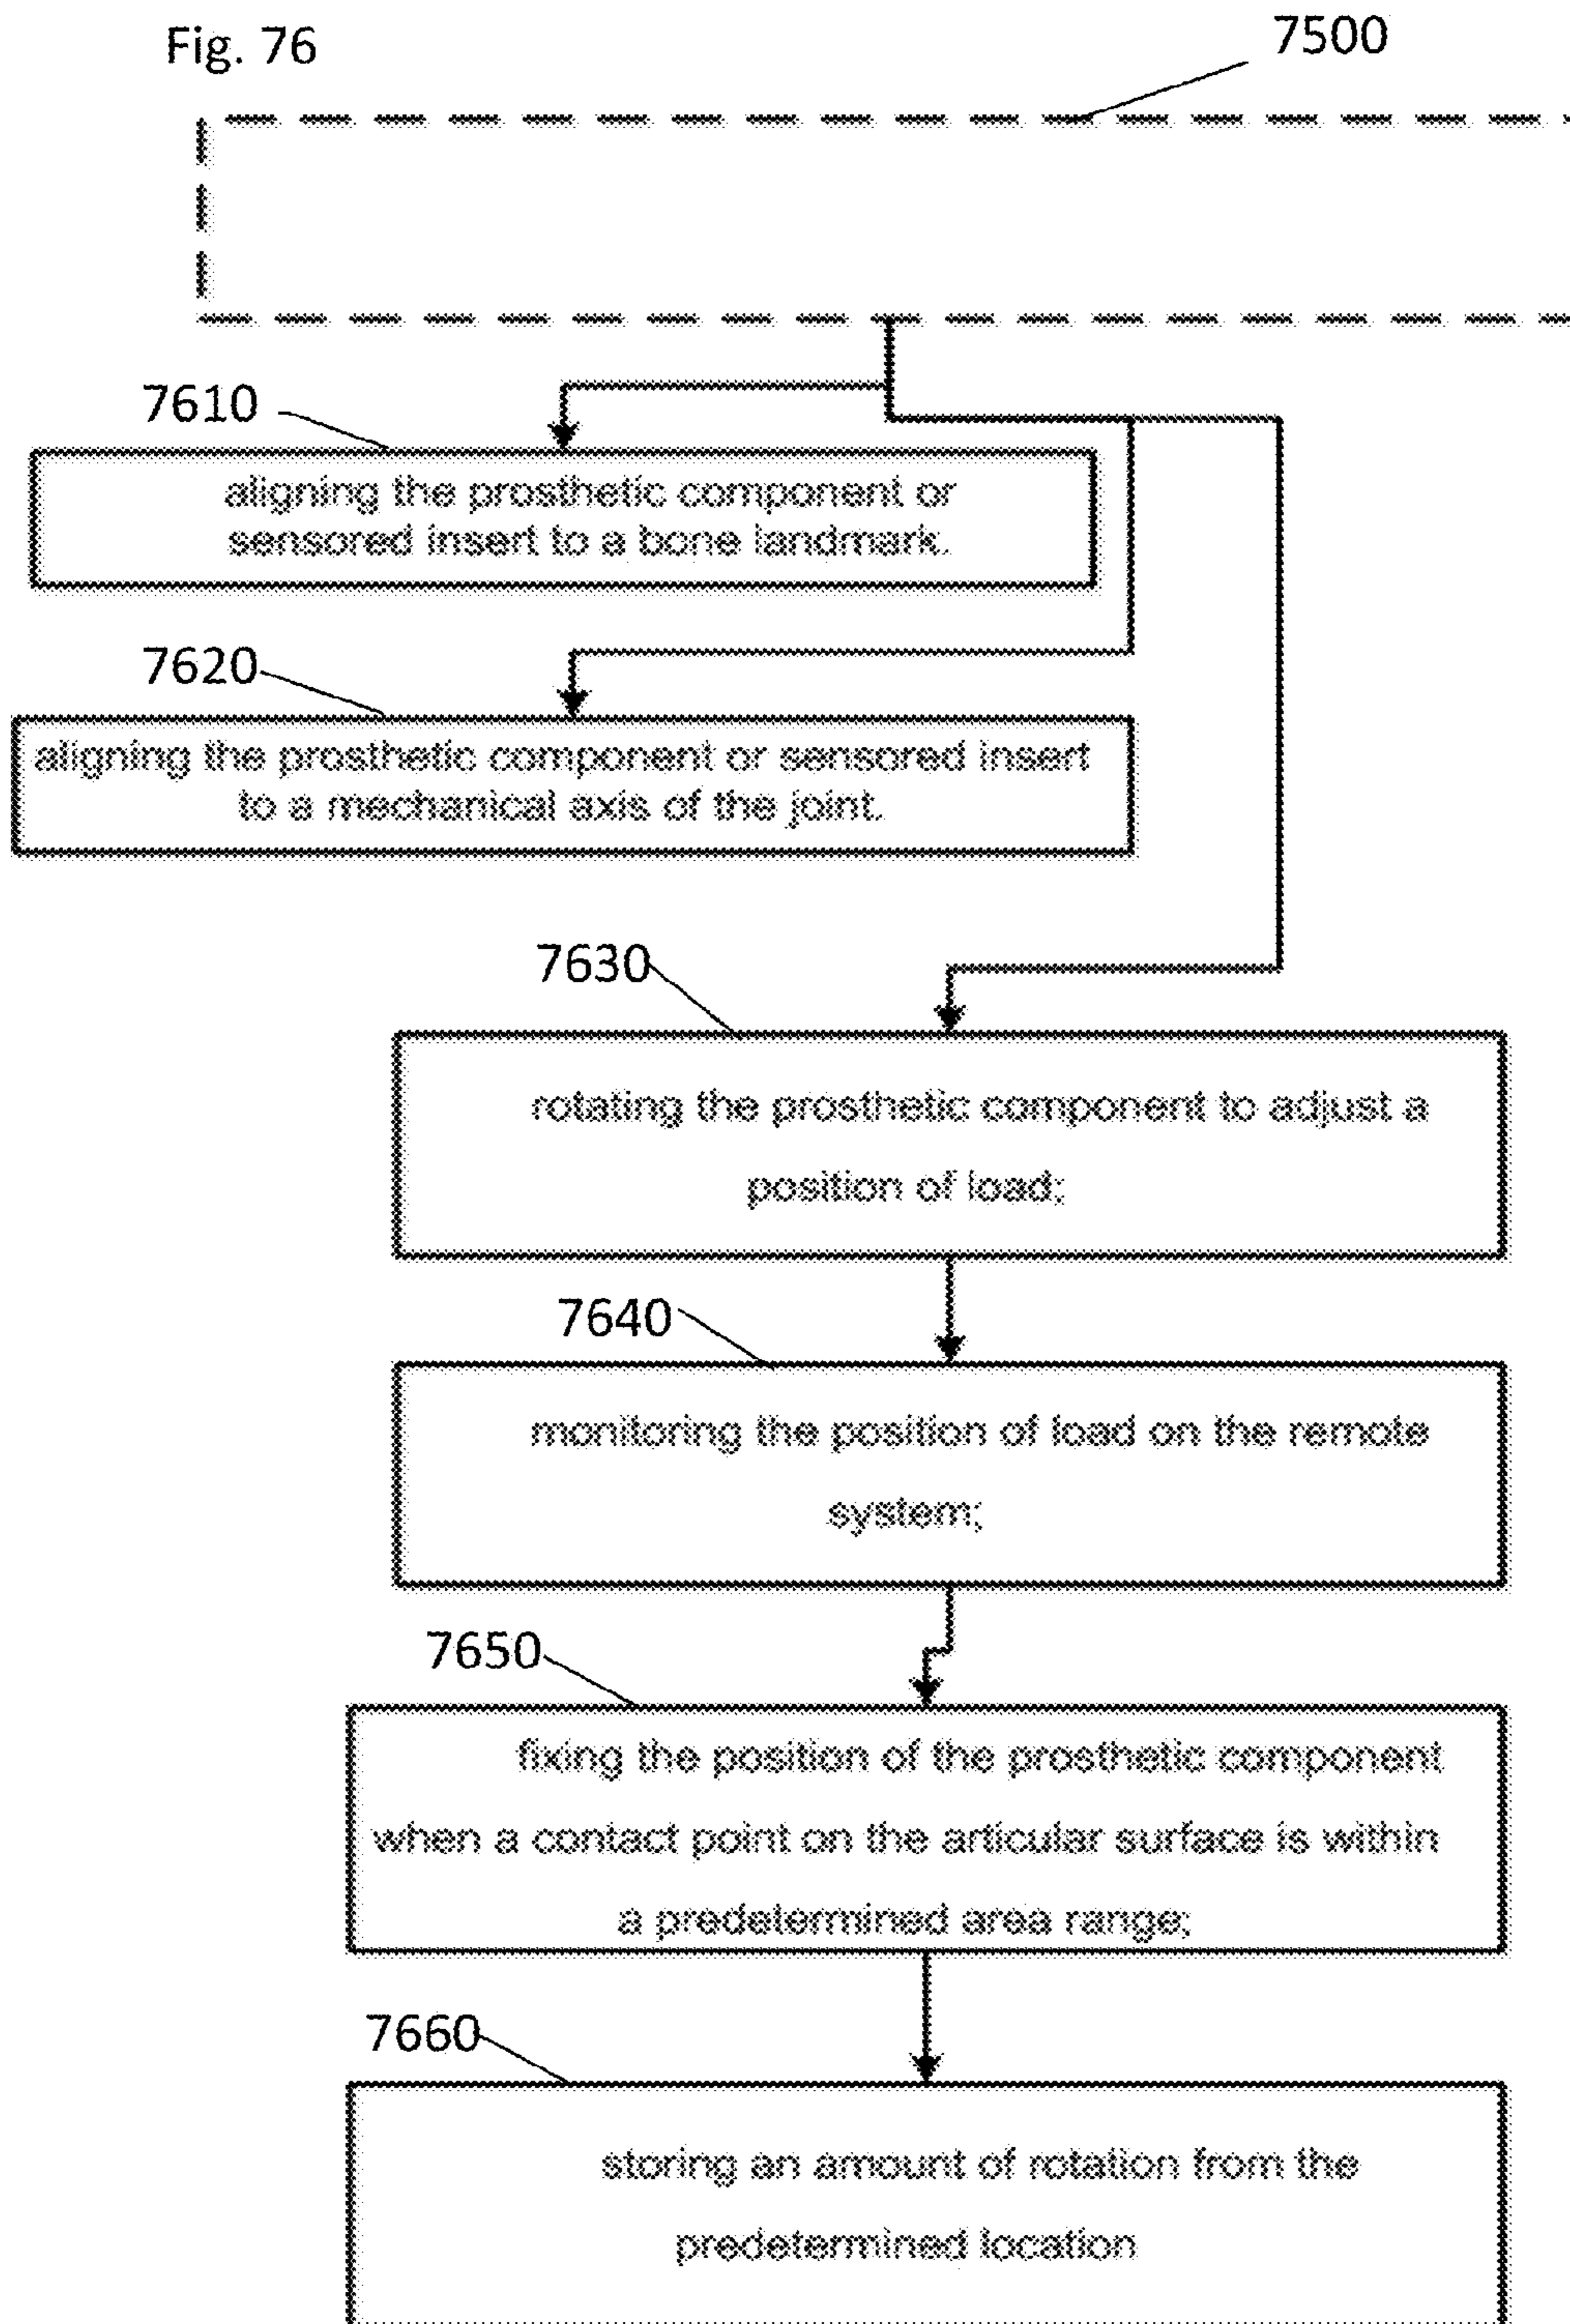 Fig. 76
7500
7610
aligning the prosthetic component or
sensored insert to a bone landmark.
7620
aligning the prosthetic component or sensored insert
to a mechanical axis of the joint.
7630
rotating the prosthetic component to adjust a
position of load;
7640
monitoring the position of load on the remote
system;
7650
fixing the position of the prosthetic component
when a contact point on the articular surface is within
a predetermined area range;
7660
storing an amount of rotation from the
predetermined location